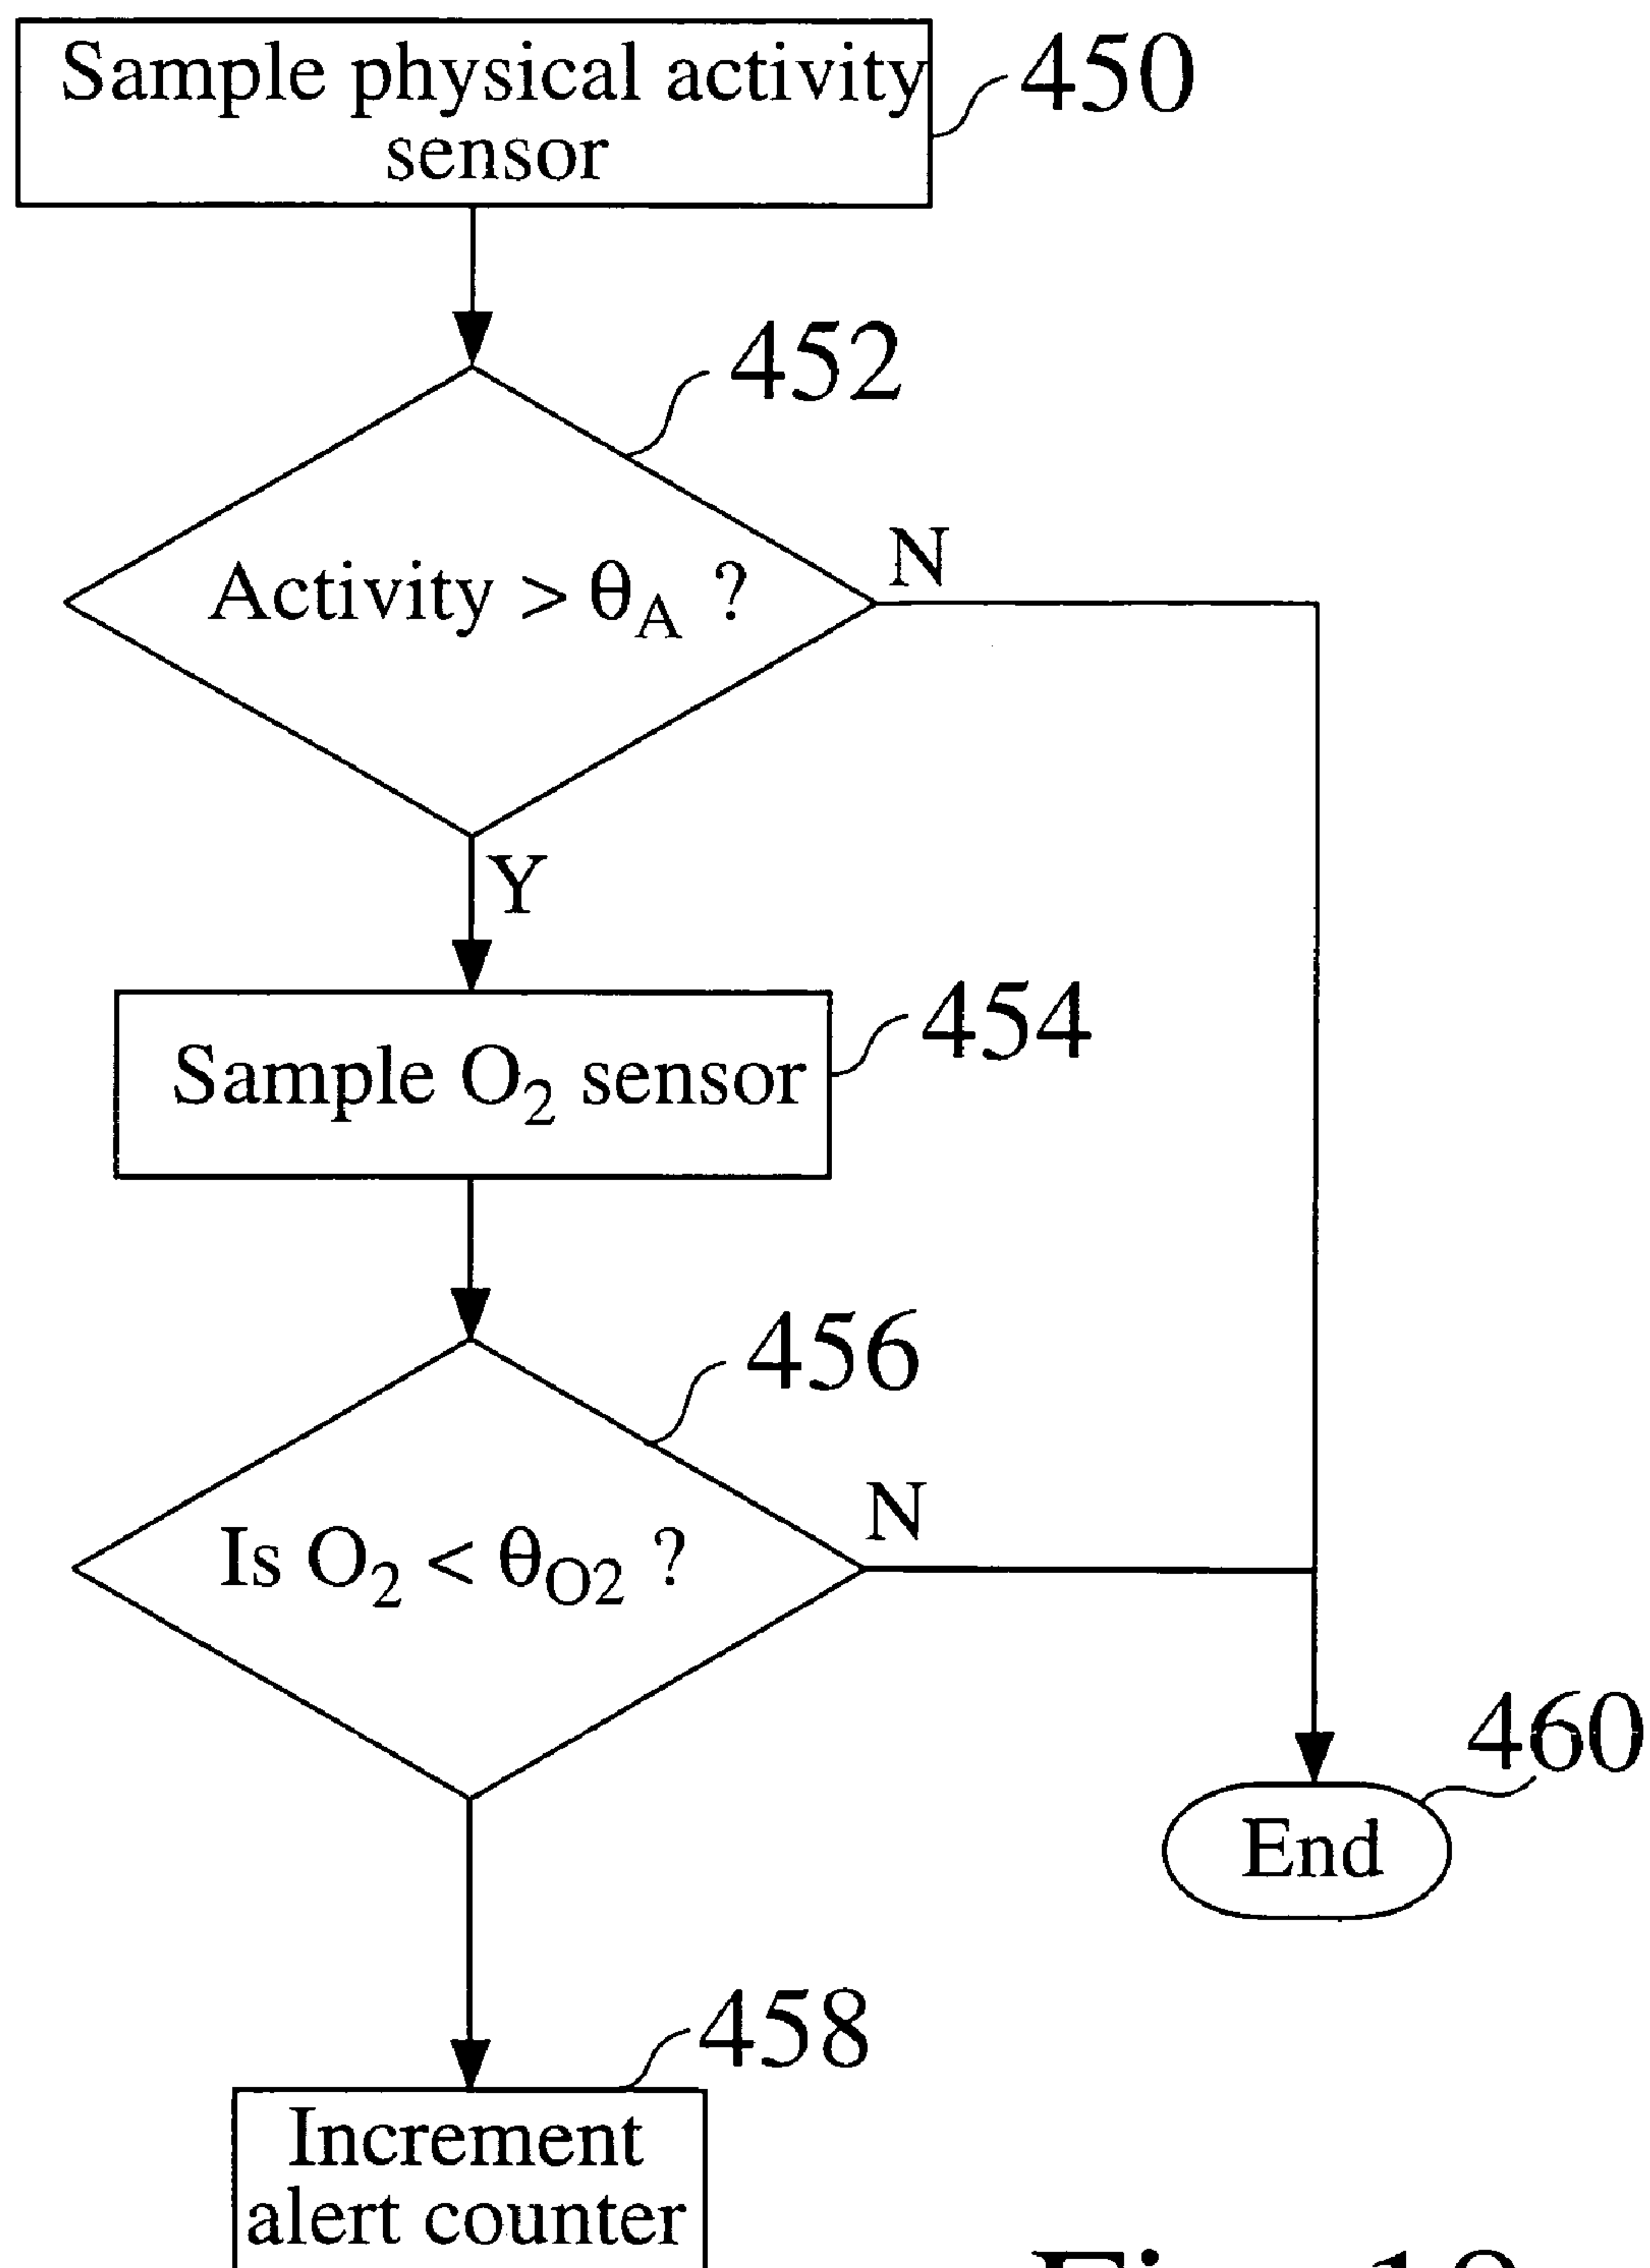 Sample physical activity
sensor
450
452
Activity > θA ?
N
Y
Sample O2 sensor
454
456
Is O2 < θO2 ?
N
460
End
458
Increment
alert counter